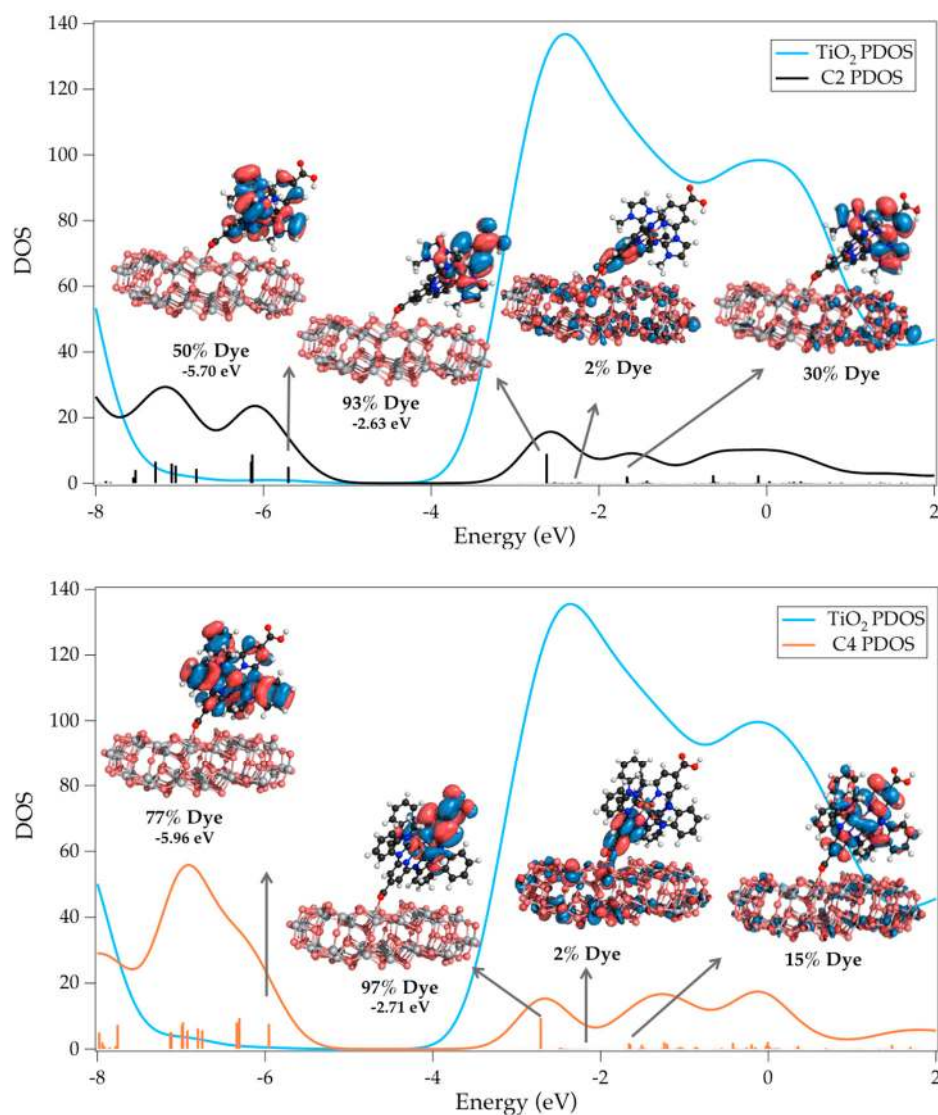 140
120
100
80
60
40
20
0
DOS
TiO2 PDOS
C2 PDOS
50% Dye
-5.70 eV
93% Dye
-2.63 eV
2% Dye
30% Dye
-8
-6
-4
-2
0
2
Energy (eV)
140
120
100
80
60
40
20
0
DOS
TiO2 PDOS
C4 PDOS
77% Dye
-5.96 eV
97% Dye
-2.71 eV
2% Dye
15% Dye
-8
-6
-4
-2
0
2
Energy (eV)